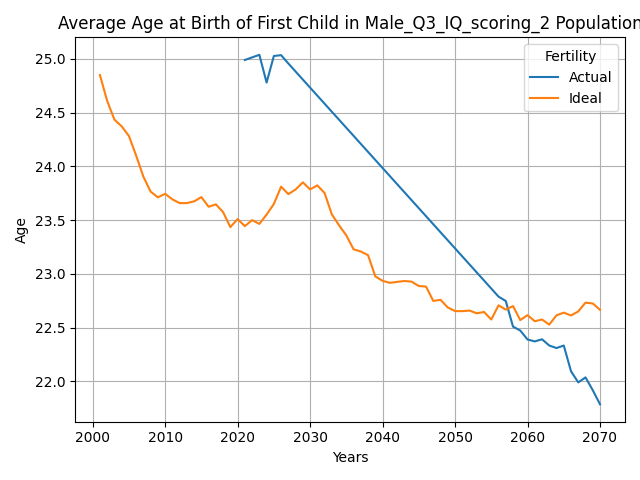 Average Age at Birth of First Child in Male_Q3_IQ_scoring_2 Population
Fertility
Actual
Ideal
25.0
24.5
24.0
23.5
23.0
22.5
22.0
Age
2000 2010 2020 2030 2040 2050 2060 2070
Years